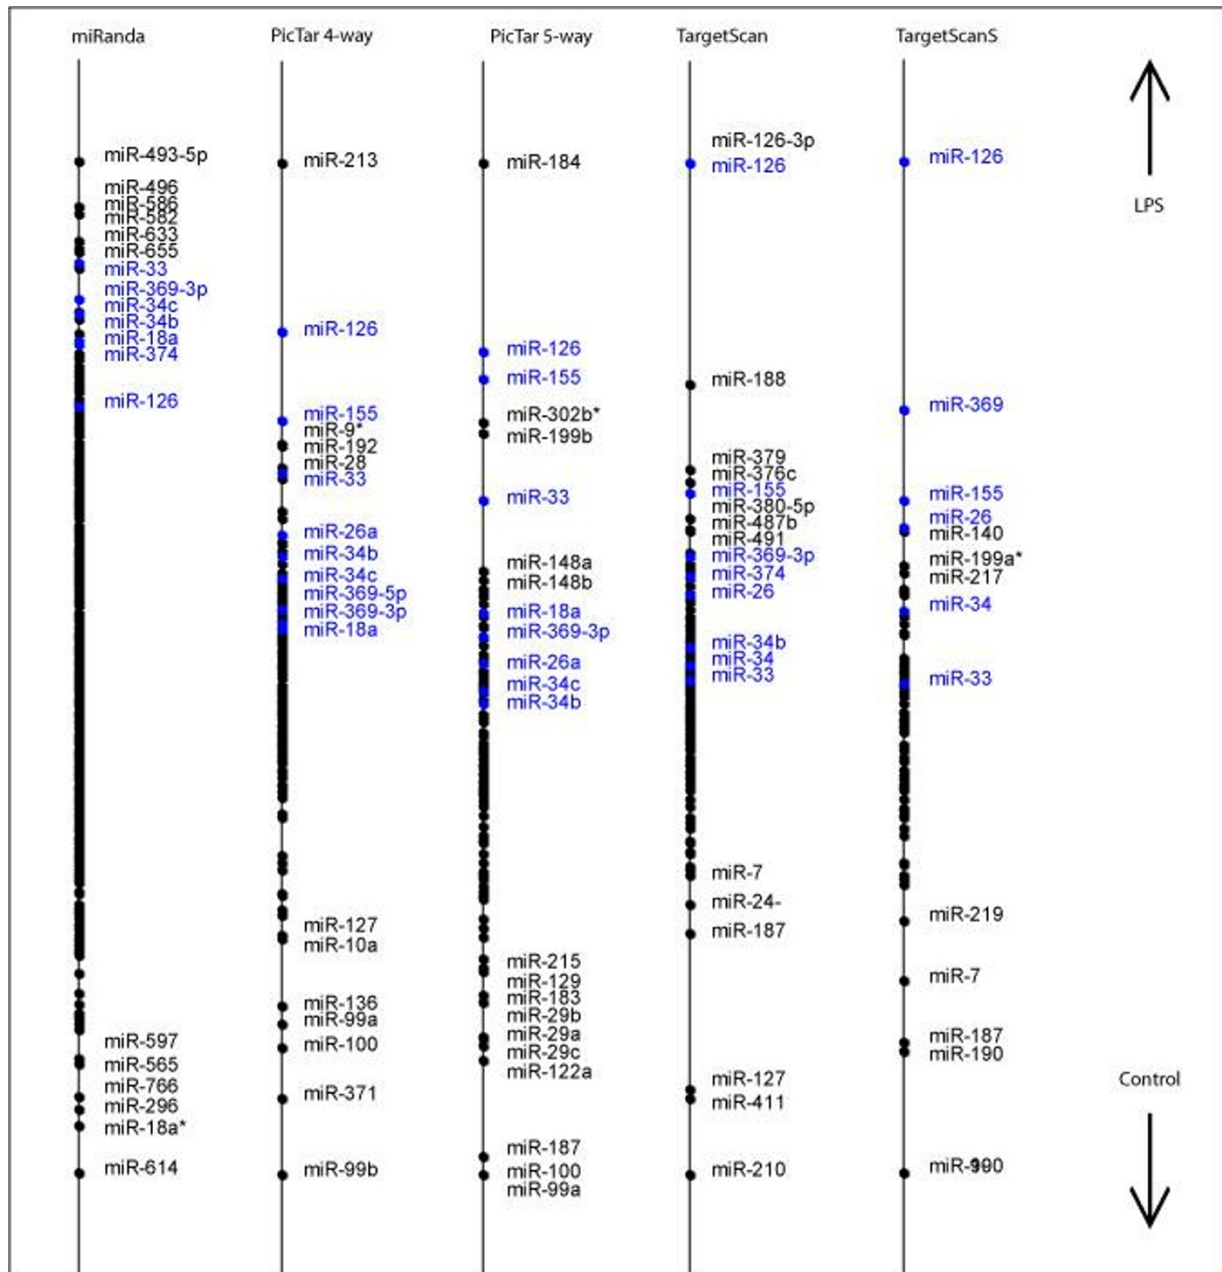 miRanda
miR-493-5p
miR-496
miR-586
miR-582
miR-633
miR-655
miR-33
miR-369-3p
miR-34c
miR-34b
miR-18a
miR-374
miR-126
miR-597
miR-565
miR-766
miR-296
miR-18a*
miR-614
PicTar 4-way
miR-213
miR-126
miR-155
miR-9*
miR-192
miR-28
miR-33
miR-26a
miR-34b
miR-34c
miR-369-5p
miR-369-3p
miR-18a
miR-127
miR-10a
miR-136
miR-99a
miR-100
miR-371
miR-99b
PicTar 5-way
miR-184
miR-126
miR-155
miR-302b*
miR-199b
miR-33
miR-148a
miR-148b
miR-18a
miR-369-3p
miR-26a
miR-34c
miR-34b
miR-215
miR-129
miR-183
miR-29b
miR-29a
miR-29c
miR-122a
miR-187
miR-100
miR-99a
TargetScan
miR-126-3p
miR-126
miR-188
miR-379
miR-376c
miR-155
miR-380-5p
miR-487b
miR-491
miR-369-3p
miR-374
miR-26
miR-34b
miR-34
miR-33
miR-7
miR-24-
miR-187
miR-127
miR-411
miR-210
TargetScanS
miR-126
miR-369
miR-155
miR-26
miR-140
miR-199a*
miR-217
miR-34
miR-33
miR-219
miR-7
miR-187
miR-190
LPS
Control